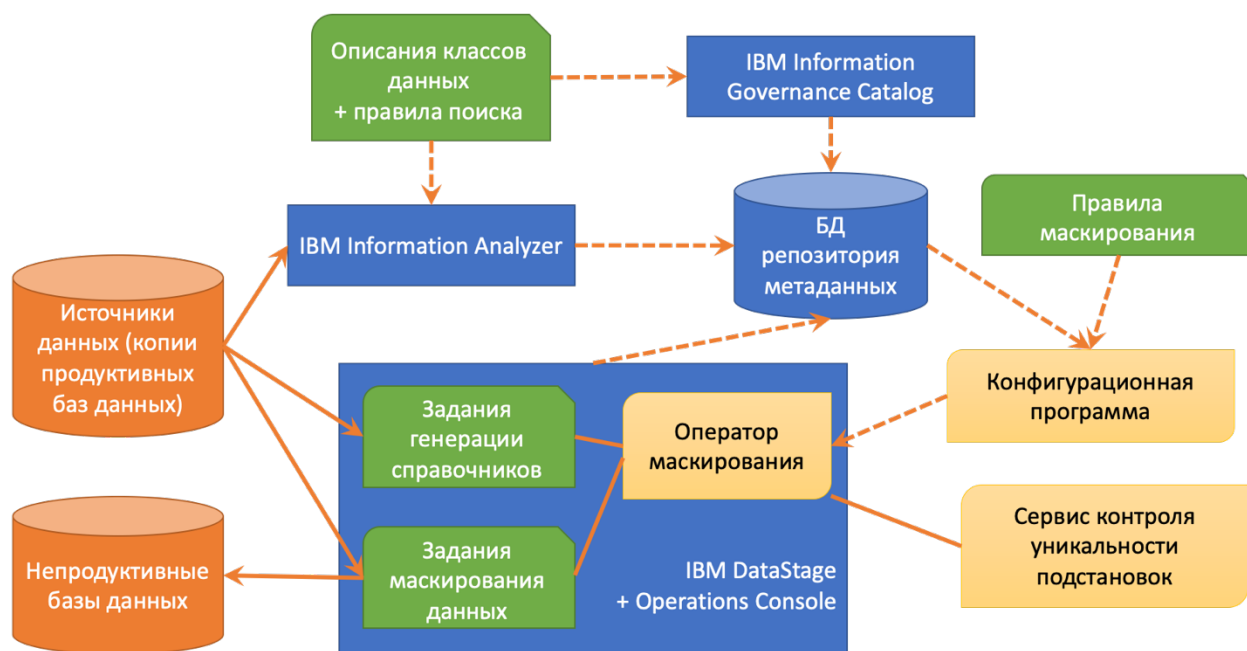 Описания классов
данных
+ правила поиска
IBM Information
Governance Catalog
IBM Information Analyzer
БД
репозитория
метаданных
Правила
маскирования
Источники
данных (копии
продуктивных
баз данных)
Задания
генерации
справочников
Оператор
маскирования
Конфигурационная
программа
Непродуктивные
базы данных
Задания
маскирования
данных
IBM DataStage
+ Operations Console
Сервис контроля
уникальности
подстановок